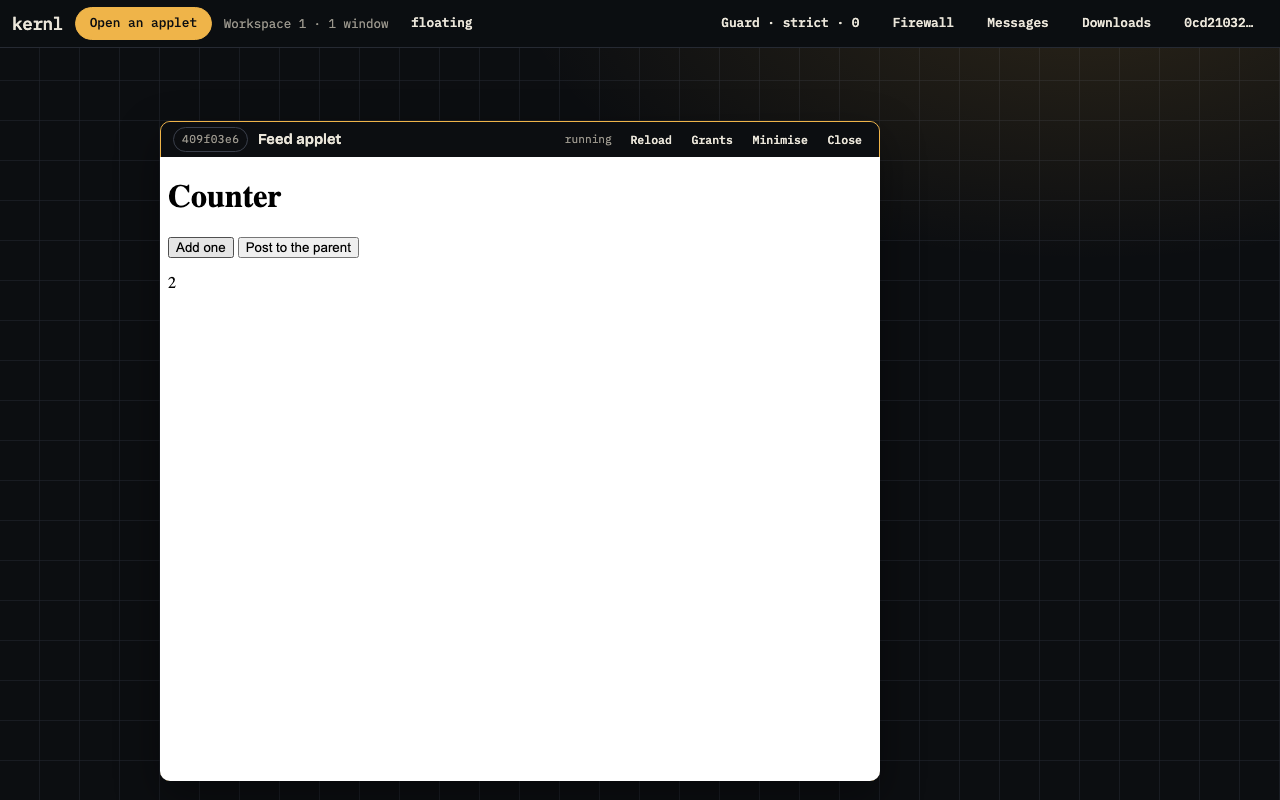 kernl Open an applet Workspace 1 · 1 window floating Guard · strict · 0 Firewall Messages Downloads 0cd21032…
409f03e6 Feed applet running Reload Grants Minimise Close
Counter
Add one Post to the parent
2